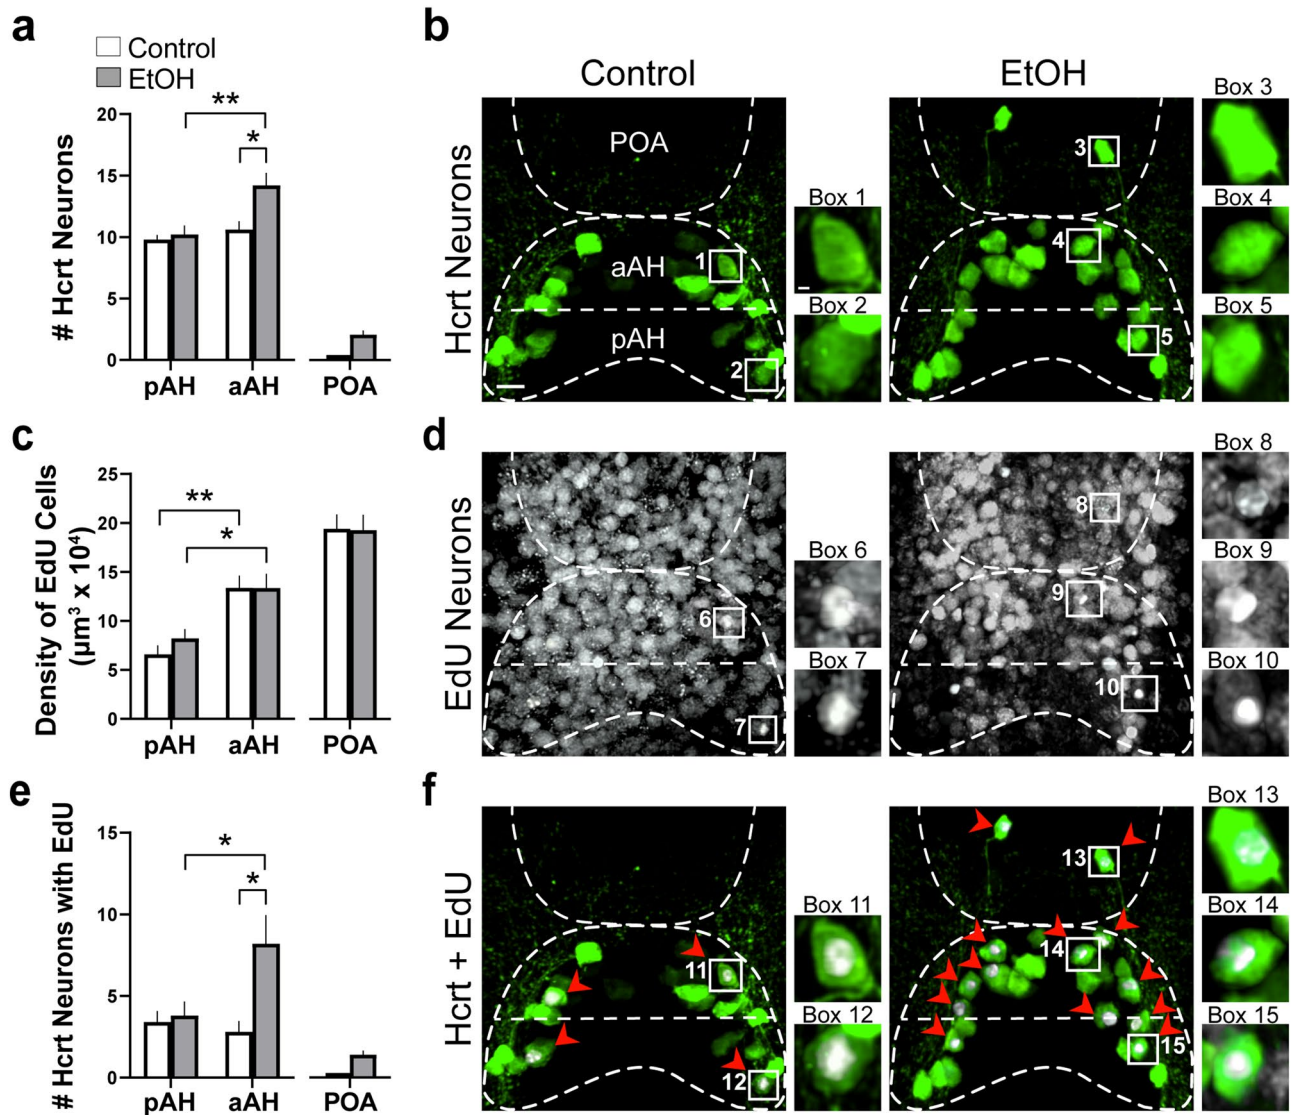 a
Control
EtOH
# Hcrt Neurons
20
15
10
5
0
**
*
pAH aAH POA
b
Control EtOH
Hcrt Neurons
POA
aAH
pAH
1
2
3
4
5
Box 1
Box 2
Box 3
Box 4
Box 5
c
Density of EdU Cells
(µm³ x 10⁴)
25
20
15
10
5
0
**
*
pAH aAH POA
d
EdU Neurons
6
7
8
9
10
Box 6
Box 7
Box 8
Box 9
Box 10
e
# Hcrt Neurons with EdU
15
10
5
0
*
*
pAH aAH POA
f
Hcrt + EdU
11
12
13
14
15
Box 11
Box 12
Box 13
Box 14
Box 15